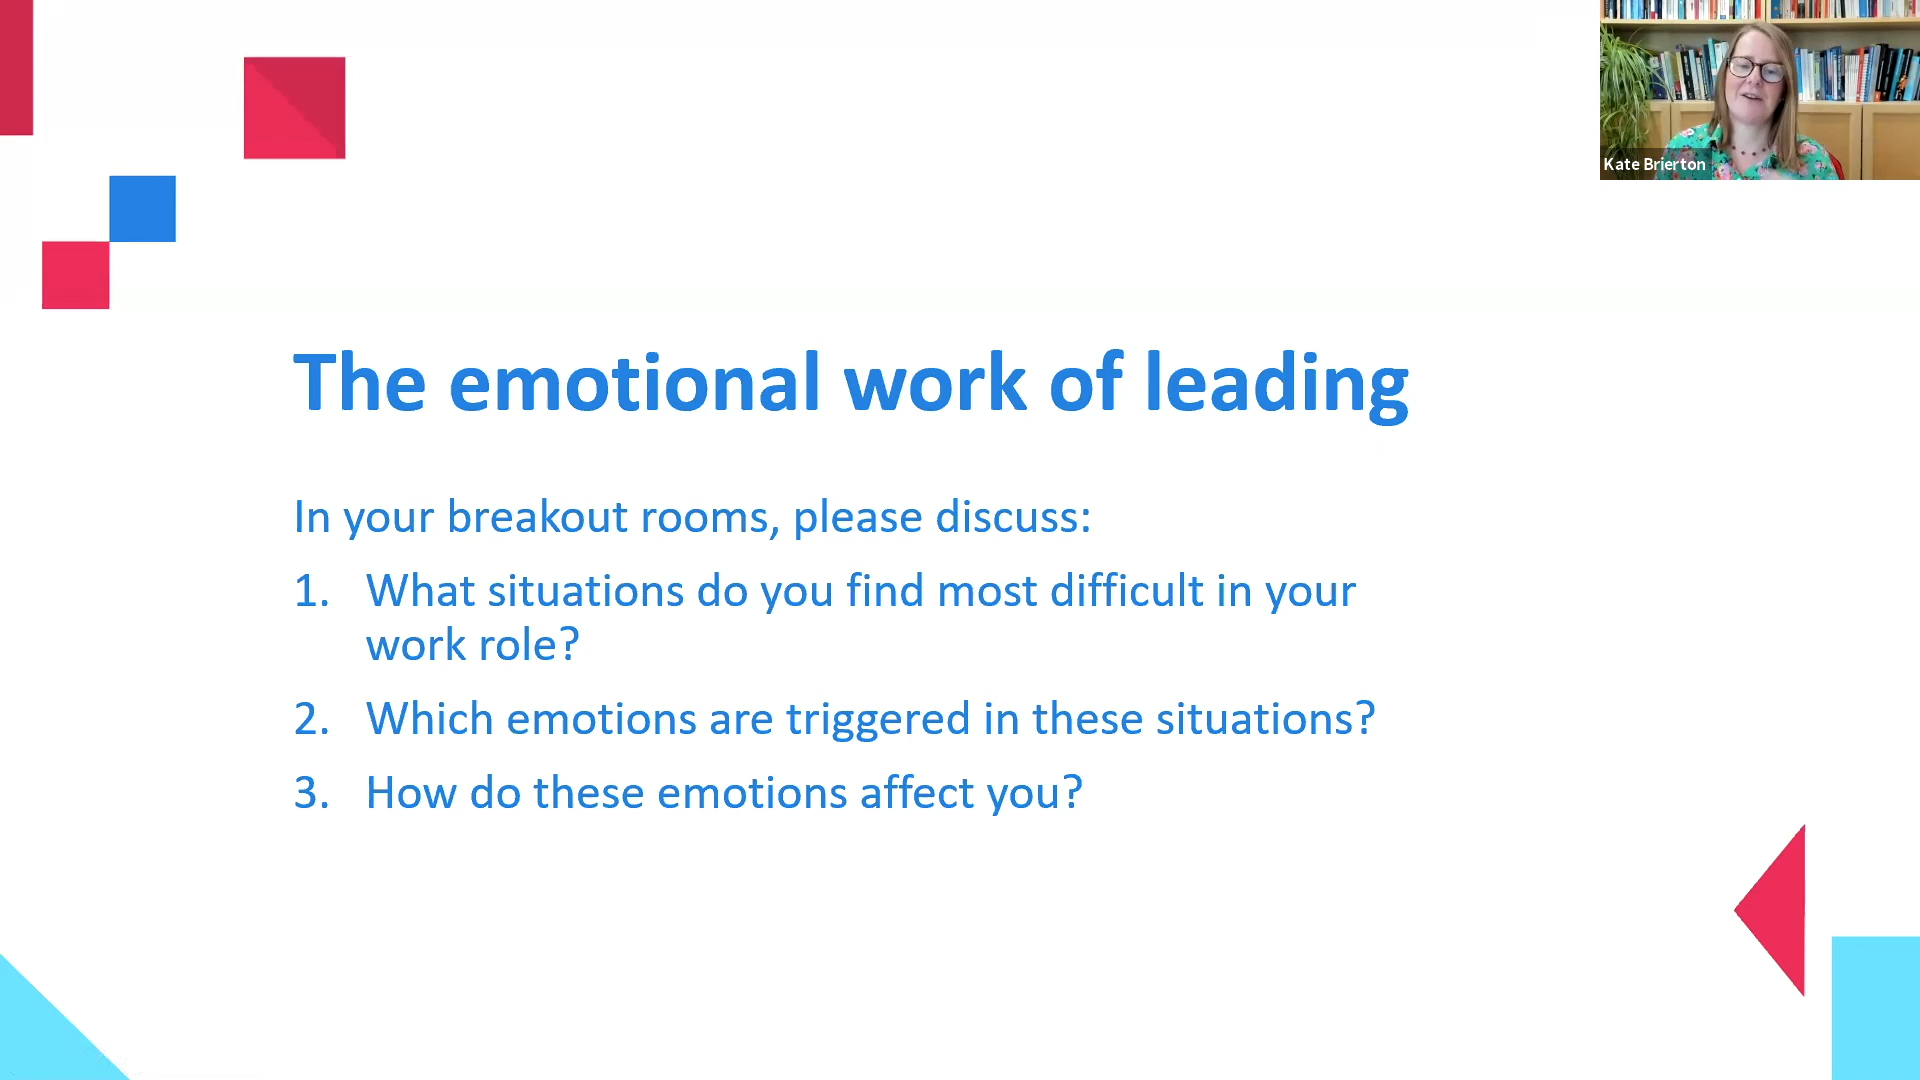 Kate Brierton
The emotional work of leading
In your breakout rooms, please discuss:
1. What situations do you find most difficult in your
work role?
2. Which emotions are triggered in these situations?
3. How do these emotions affect you?